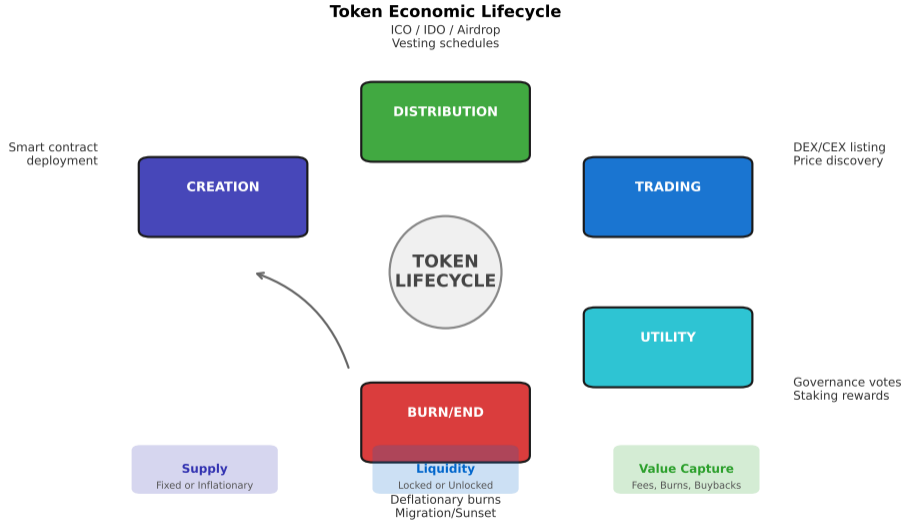 Token Economic Lifecycle
ICO / IDO / Airdrop
Vesting schedules
DISTRIBUTION
Smart contract
deployment
CREATION
TRADING
DEX/CEX listing
Price discovery
TOKEN
LIFECYCLE
UTILITY
Governance votes
Staking rewards
BURN/END
Supply
Fixed or Inflationary
Liquidity
Locked or Unlocked
Value Capture
Fees, Burns, Buybacks
Deflationary burns
Migration/Sunset